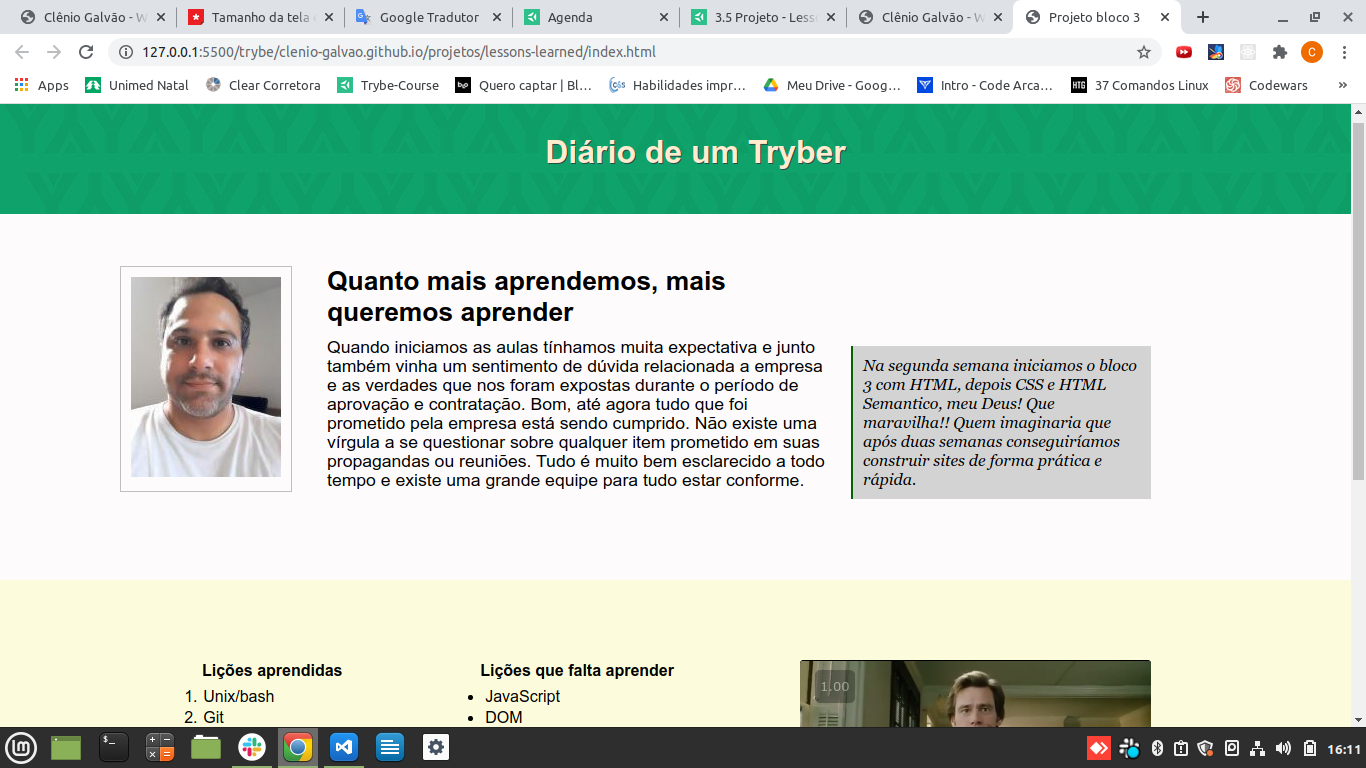 Clênio Galvão - W
Tamanho da tela
Google Tradutor
Agenda
3.5 Projeto - Less
Clênio Galvão - W
Projeto bloco 3
127.0.0.1:5500/trybe/clenio-galvao.github.io/projetos/lessons-learned/index.html
C
Apps
Unimed Natal
Clear Corretora
Trybe-Course
Quero captar | Bl...
Habilidades impr...
Meu Drive - Goog...
Intro - Code Arca...
HTG
37 Comandos Linux
Codewars
»
Diário de um Tryber
Quanto mais aprendemos, mais
queremos aprender
Quando iniciamos as aulas tínhamos muita expectativa e junto
também vinha um sentimento de dúvida relacionada a empresa
e as verdades que nos foram expostas durante o período de
aprovação e contratação. Bom, até agora tudo que foi
prometido pela empresa está sendo cumprido. Não existe uma
vírgula a se questionar sobre qualquer item prometido em suas
propagandas ou reuniões. Tudo é muito bem esclarecido a todo
tempo e existe uma grande equipe para tudo estar conforme.
Na segunda semana iniciamos o bloco
3 com HTML, depois CSS e HTML
Semantico, meu Deus! Que
maravilha!! Quem imaginaria que
após duas semanas conseguiríamos
construir sites de forma prática e
rápida.
Lições aprendidas
1. Unix/bash
2. Git
Lições que falta aprender
• JavaScript
• DOM
1.00
16:11